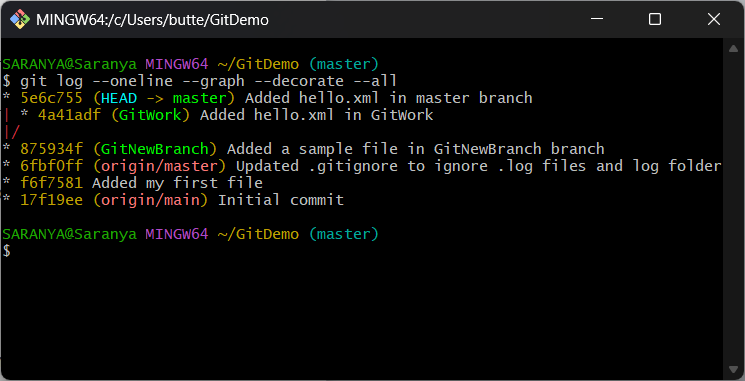 MINGW64:/c/Users/butte/GitDemo
SARANYA@Saranya MINGW64 ~/GitDemo (master)
$ git log --oneline --graph --decorate --all
* 5e6c755 (HEAD -> master) Added hello.xml in master branch
| * 4a41adf (GitWork) Added hello.xml in GitWork
|/
* 875934f (GitNewBranch) Added a sample file in GitNewBranch branch
* 6fbf0ff (origin/master) Updated .gitignore to ignore .log files and log folder
* f6f7581 Added my first file
* 17f19ee (origin/main) Initial commit
SARANYA@Saranya MINGW64 ~/GitDemo (master)
$